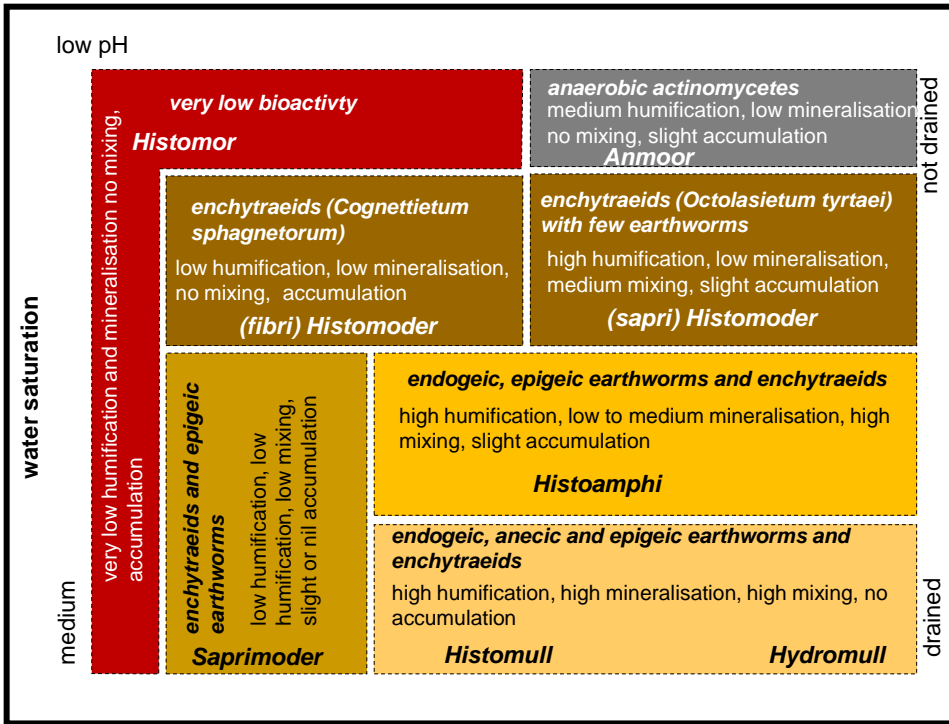 low pH
very low bioactivty
Histomor
very low humification and mineralisation no mixing,
accumulation
anaerobic actinomycetes
medium humification, low mineralisation
no mixing, slight accumulation
Anmoor
not drained
enchytraeids (Cognettietum
sphagnetorum)
low humification, low mineralisation,
no mixing, accumulation
(fibri) Histomoder
enchytraeids (Octolasietum tyrtaei)
with few earthworms
high humification, low mineralisation,
medium mixing, slight accumulation
(sapri) Histomoder
water saturation
enchytraeids and epigeic
earthworms
low humification, low
humification, low mixing,
slight or nil accumulation
Saprimoder
endogeic, epigeic earthworms and enchytraeids
high humification, low to medium mineralisation, high
mixing, slight accumulation
Histoamphi
endogeic, anecic and epigeic earthworms and
enchytraeids
high humification, high mineralisation, high mixing, no
accumulation
Histomull Hydromull
medium
drained